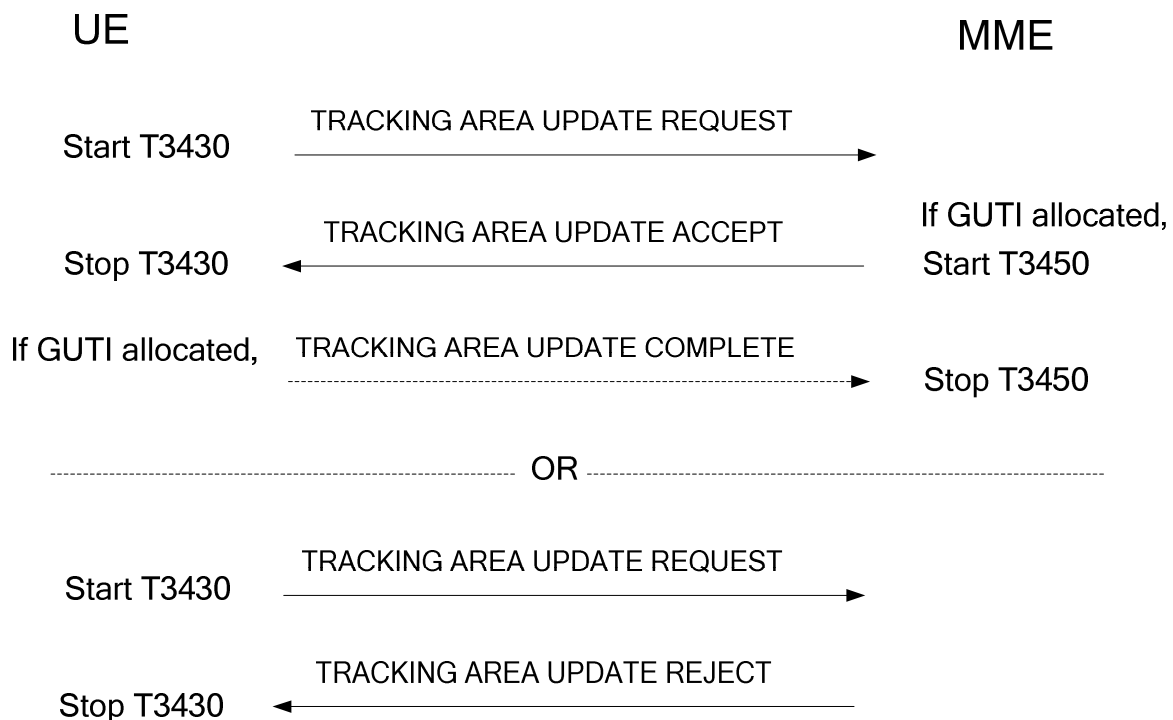 UE
MME
TRACKING AREA UPDATE REQUEST
Start T3430
If GUTI allocated,
TRACKING AREA UPDATE ACCEPT
Stop T3430
Start T3450
If GUTI allocated,
TRACKING AREA UPDATE COMPLETE
Stop T3450
OR
TRACKING AREA UPDATE REQUEST
Start T3430
TRACKING AREA UPDATE REJECT
Stop T3430